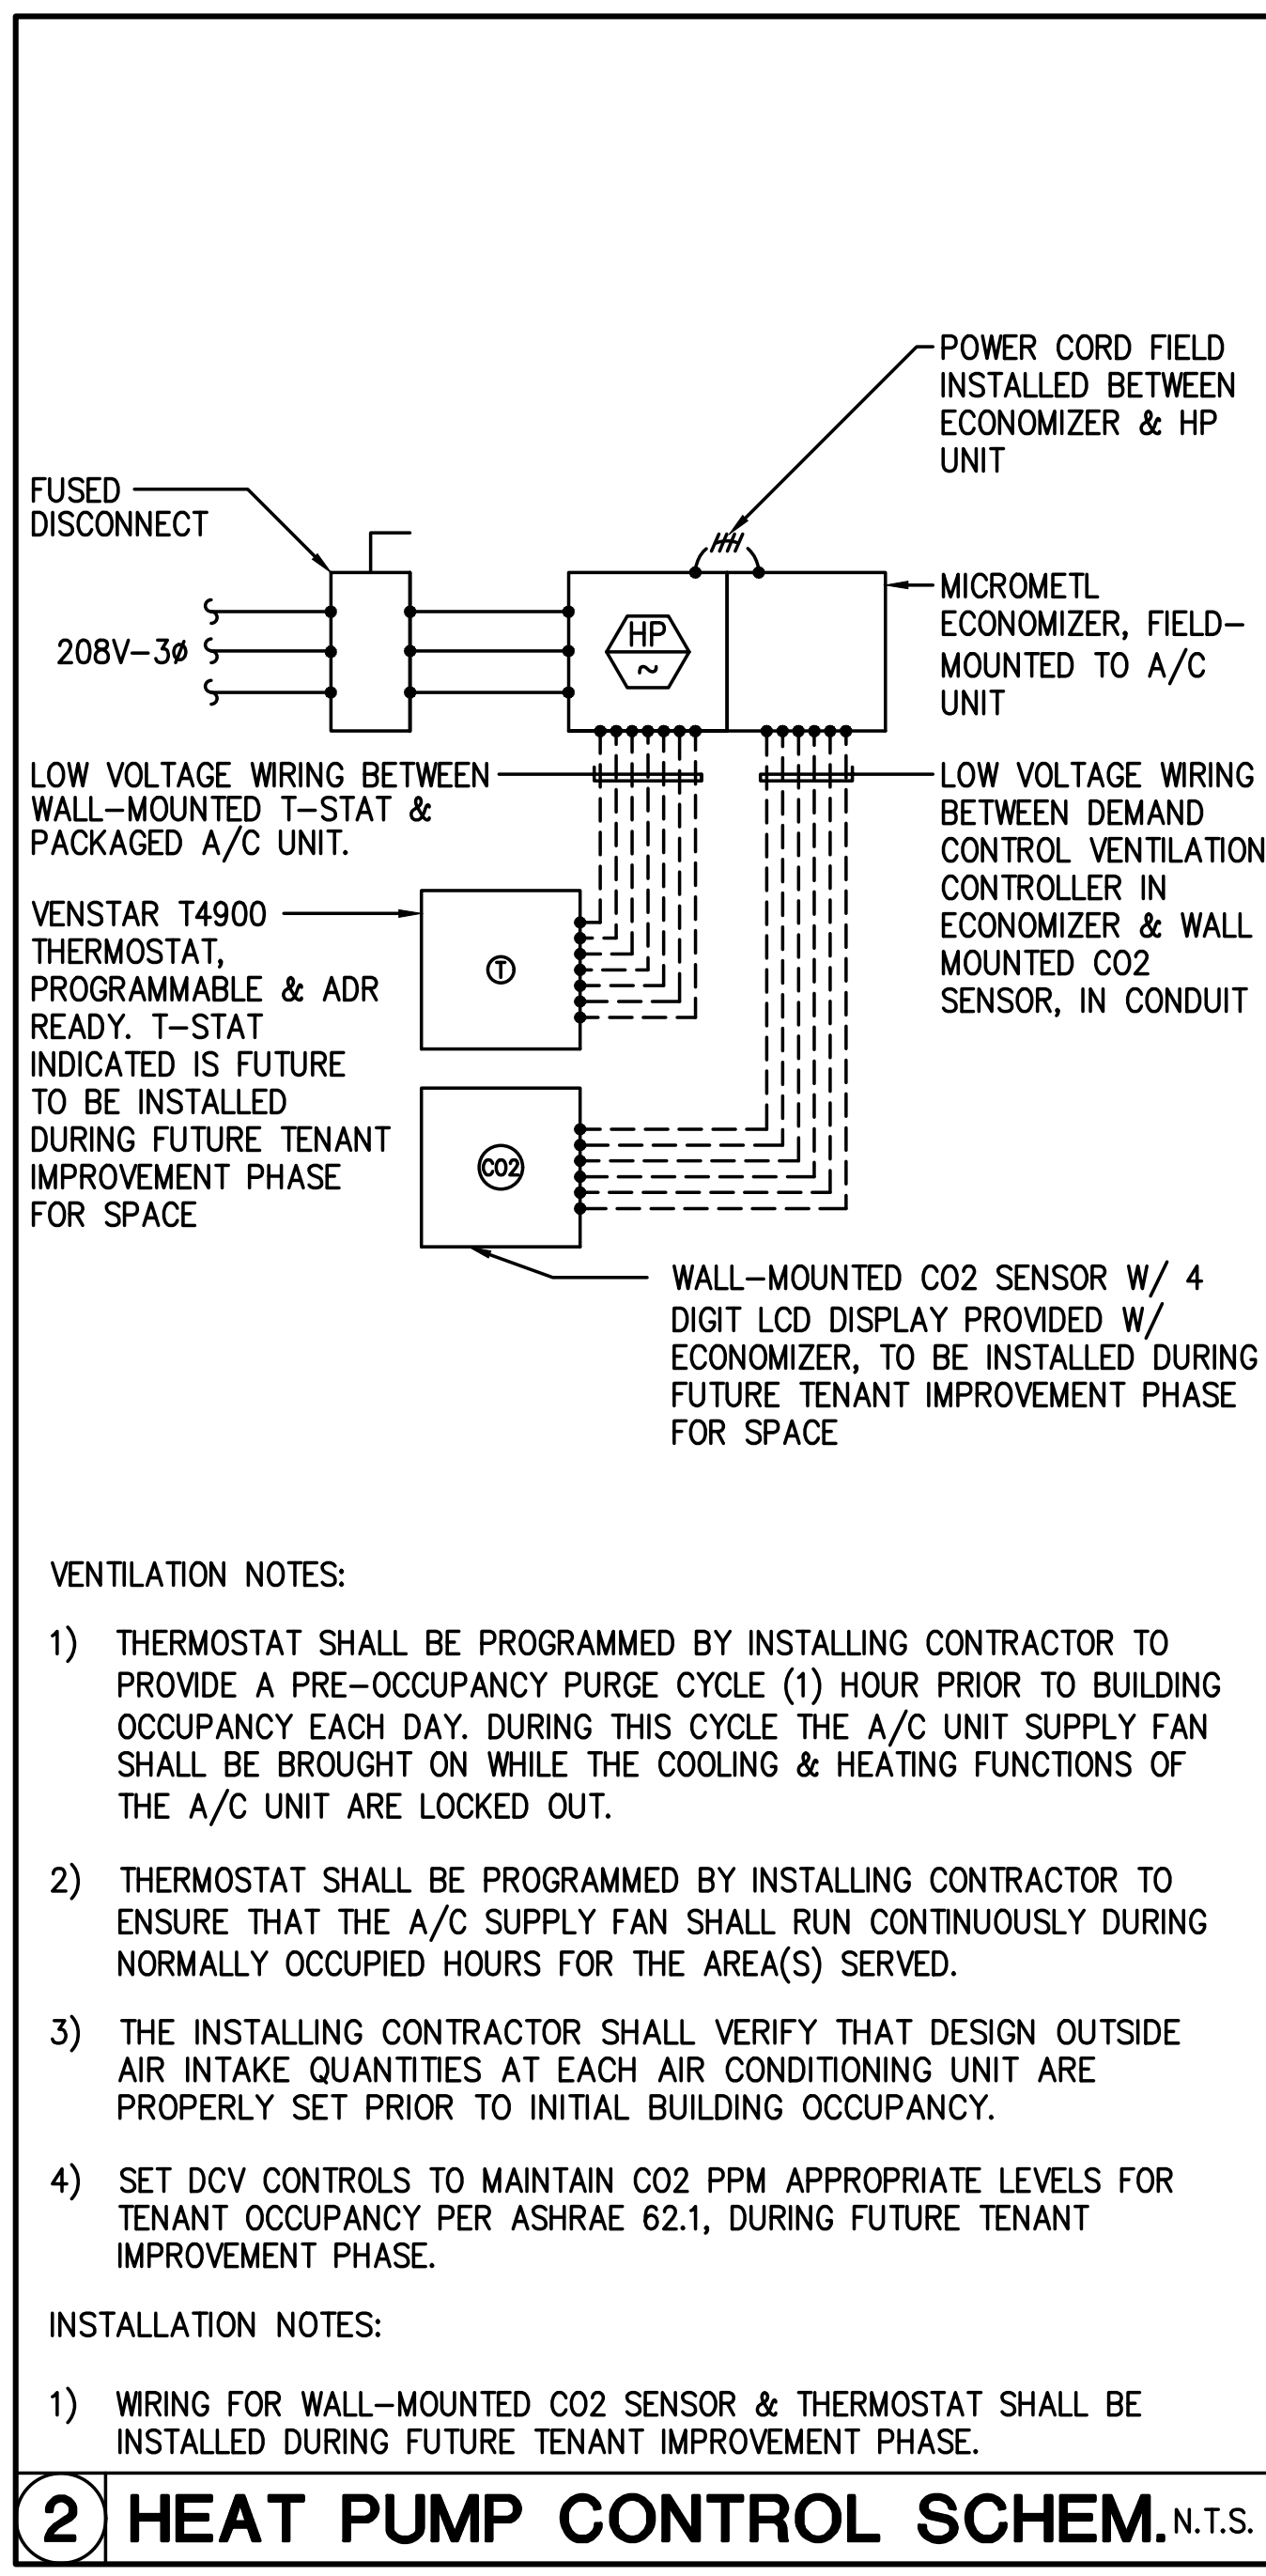 POWER CORD FIELD
INSTALLED BETWEEN
ECONOMIZER & HP
UNIT
FUSED
DISCONNECT
208V-3Ø
HP
~
MICROMETL
ECONOMIZER, FIELD-
MOUNTED TO A/C
UNIT
LOW VOLTAGE WIRING BETWEEN
WALL-MOUNTED T-STAT &
PACKAGED A/C UNIT.
LOW VOLTAGE WIRING
BETWEEN DEMAND
CONTROL VENTILATION
CONTROLLER IN
ECONOMIZER & WALL
MOUNTED CO2
SENSOR, IN CONDUIT
VENSTAR T4900
THERMOSTAT,
PROGRAMMABLE & ADR
READY. T-STAT
INDICATED IS FUTURE
TO BE INSTALLED
DURING FUTURE TENANT
IMPROVEMENT PHASE
FOR SPACE
T
CO2
WALL-MOUNTED CO2 SENSOR W/ 4
DIGIT LCD DISPLAY PROVIDED W/
ECONOMIZER, TO BE INSTALLED DURING
FUTURE TENANT IMPROVEMENT PHASE
FOR SPACE
VENTILATION NOTES:
1) THERMOSTAT SHALL BE PROGRAMMED BY INSTALLING CONTRACTOR TO
PROVIDE A PRE-OCCUPANCY PURGE CYCLE (1) HOUR PRIOR TO BUILDING
OCCUPANCY EACH DAY. DURING THIS CYCLE THE A/C UNIT SUPPLY FAN
SHALL BE BROUGHT ON WHILE THE COOLING & HEATING FUNCTIONS OF
THE A/C UNIT ARE LOCKED OUT.
2) THERMOSTAT SHALL BE PROGRAMMED BY INSTALLING CONTRACTOR TO
ENSURE THAT THE A/C SUPPLY FAN SHALL RUN CONTINUOUSLY DURING
NORMALLY OCCUPIED HOURS FOR THE AREA(S) SERVED.
3) THE INSTALLING CONTRACTOR SHALL VERIFY THAT DESIGN OUTSIDE
AIR INTAKE QUANTITIES AT EACH AIR CONDITIONING UNIT ARE
PROPERLY SET PRIOR TO INITIAL BUILDING OCCUPANCY.
4) SET DCV CONTROLS TO MAINTAIN CO2 PPM APPROPRIATE LEVELS FOR
TENANT OCCUPANCY PER ASHRAE 62.1, DURING FUTURE TENANT
IMPROVEMENT PHASE.
INSTALLATION NOTES:
1) WIRING FOR WALL-MOUNTED CO2 SENSOR & THERMOSTAT SHALL BE
INSTALLED DURING FUTURE TENANT IMPROVEMENT PHASE.
2 HEAT PUMP CONTROL SCHEM. N.T.S.